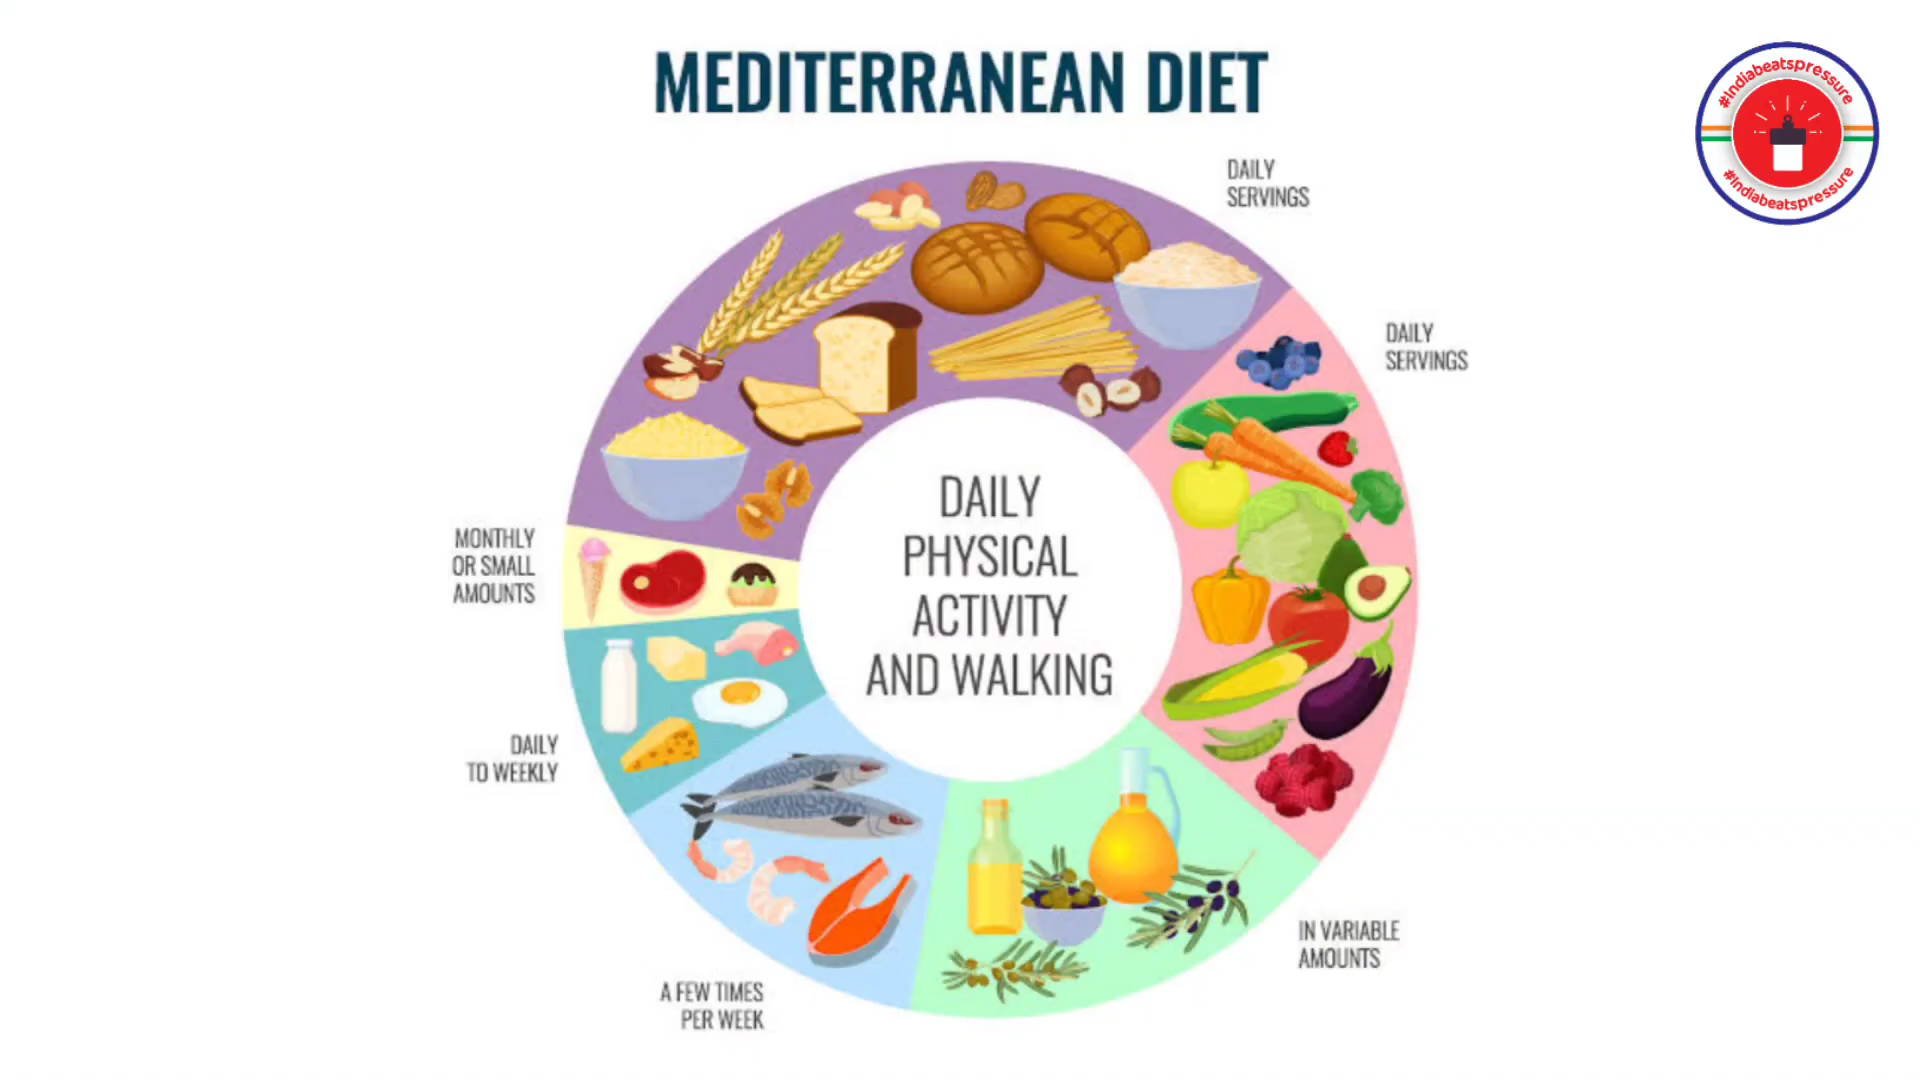 MEDITERRANEAN DIET
#Indiabeatspressure
#Indiabeatspressure
DAILY
SERVINGS
DAILY
SERVINGS
MONTHLY
OR SMALL
AMOUNTS
DAILY
PHYSICAL
ACTIVITY
AND WALKING
DAILY
TO WEEKLY
IN VARIABLE
AMOUNTS
A FEW TIMES
PER WEEK